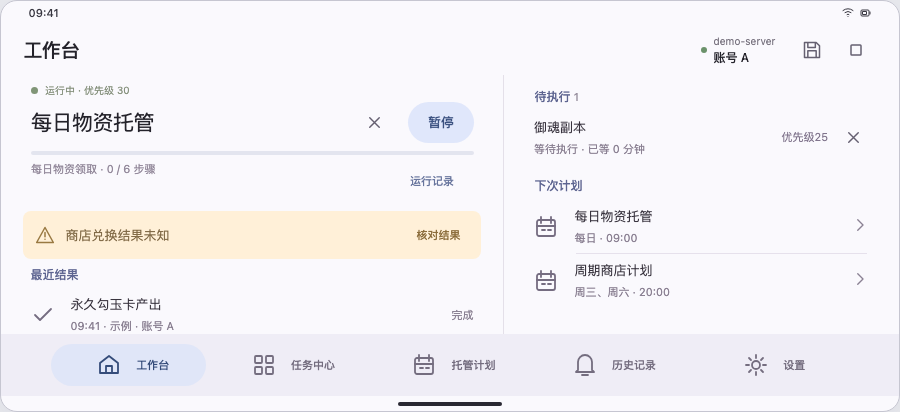 09:41
工作台
demo-server
账号 A
运行中 · 优先级 30
每日物资托管
暂停
每日物资领取 · 0 / 6 步骤
运行记录
商店兑换结果未知
核对结果
最近结果
永久勾玉卡产出
09:41 · 示例 · 账号 A
完成
待执行 1
御魂副本
等待执行 · 已等 0 分钟
优先级25
下次计划
每日物资托管
每日 · 09:00
周期商店计划
周三、周六 · 20:00
工作台
任务中心
托管计划
历史记录
设置